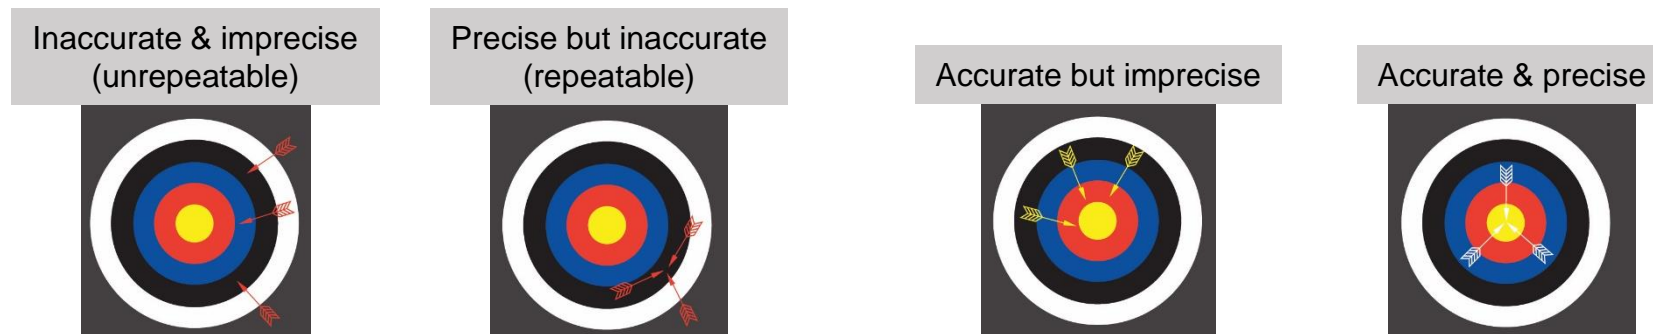 Inaccurate & imprecise
(unrepeatable)
Precise but inaccurate
(repeatable)
Accurate but imprecise
Accurate & precise